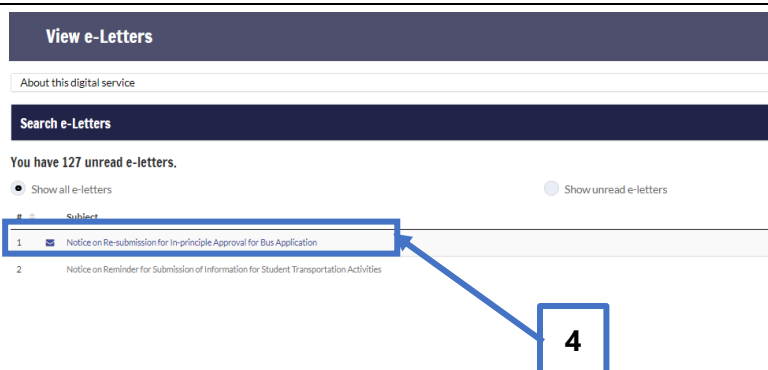 View e-Letters
About this digital service
Search e-Letters
You have 127 unread e-letters.
Show all e-letters Show unread e-letters
# Subject
1 Notice on Re-submission for In-principle Approval for Bus Application
2 Notice on Reminder for Submission of Information for Student Transportation Activities
4